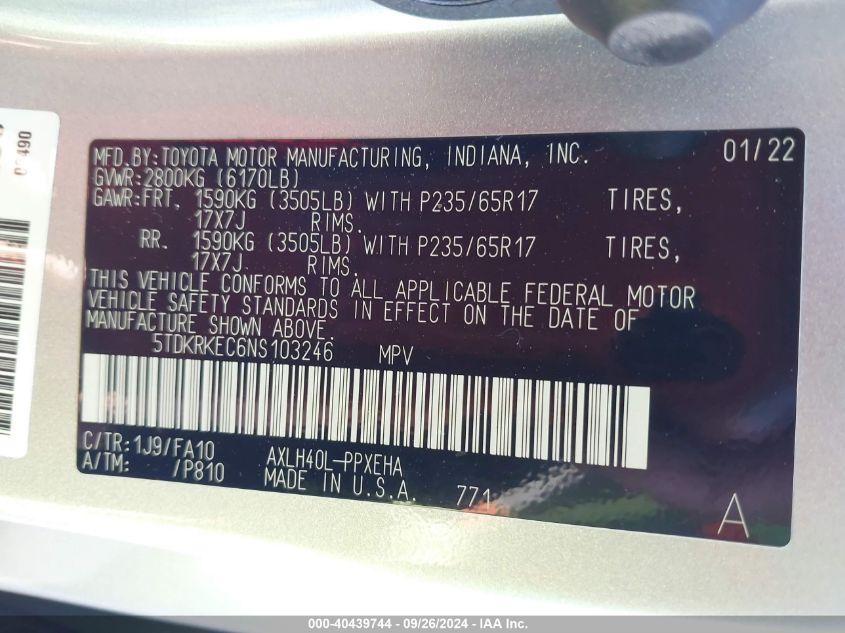 MFD.BY:TOYOTA MOTOR MANUFACTURING, INDIANA, INC. 01/22
GVWR:2800KG (6170LB)
GAWR:FRT. 1590KG (3505LB) WITH P235/65R17 TIRES,
17X7J RIMS.
RR. 1590KG (3505LB) WITH P235/65R17 TIRES,
17X7J RIMS.
THIS VEHICLE CONFORMS TO ALL APPLICABLE FEDERAL MOTOR
VEHICLE SAFETY STANDARDS IN EFFECT ON THE DATE OF
MANUFACTURE SHOWN ABOVE.
5TDKRKEC6NS103246 MPV
C/TR:1J9/FA10 AXLH40L-PPXEHA
A/TM: /P810 MADE IN U.S.A. 771 A
000-40439744 - 09/26/2024 - IAA Inc.